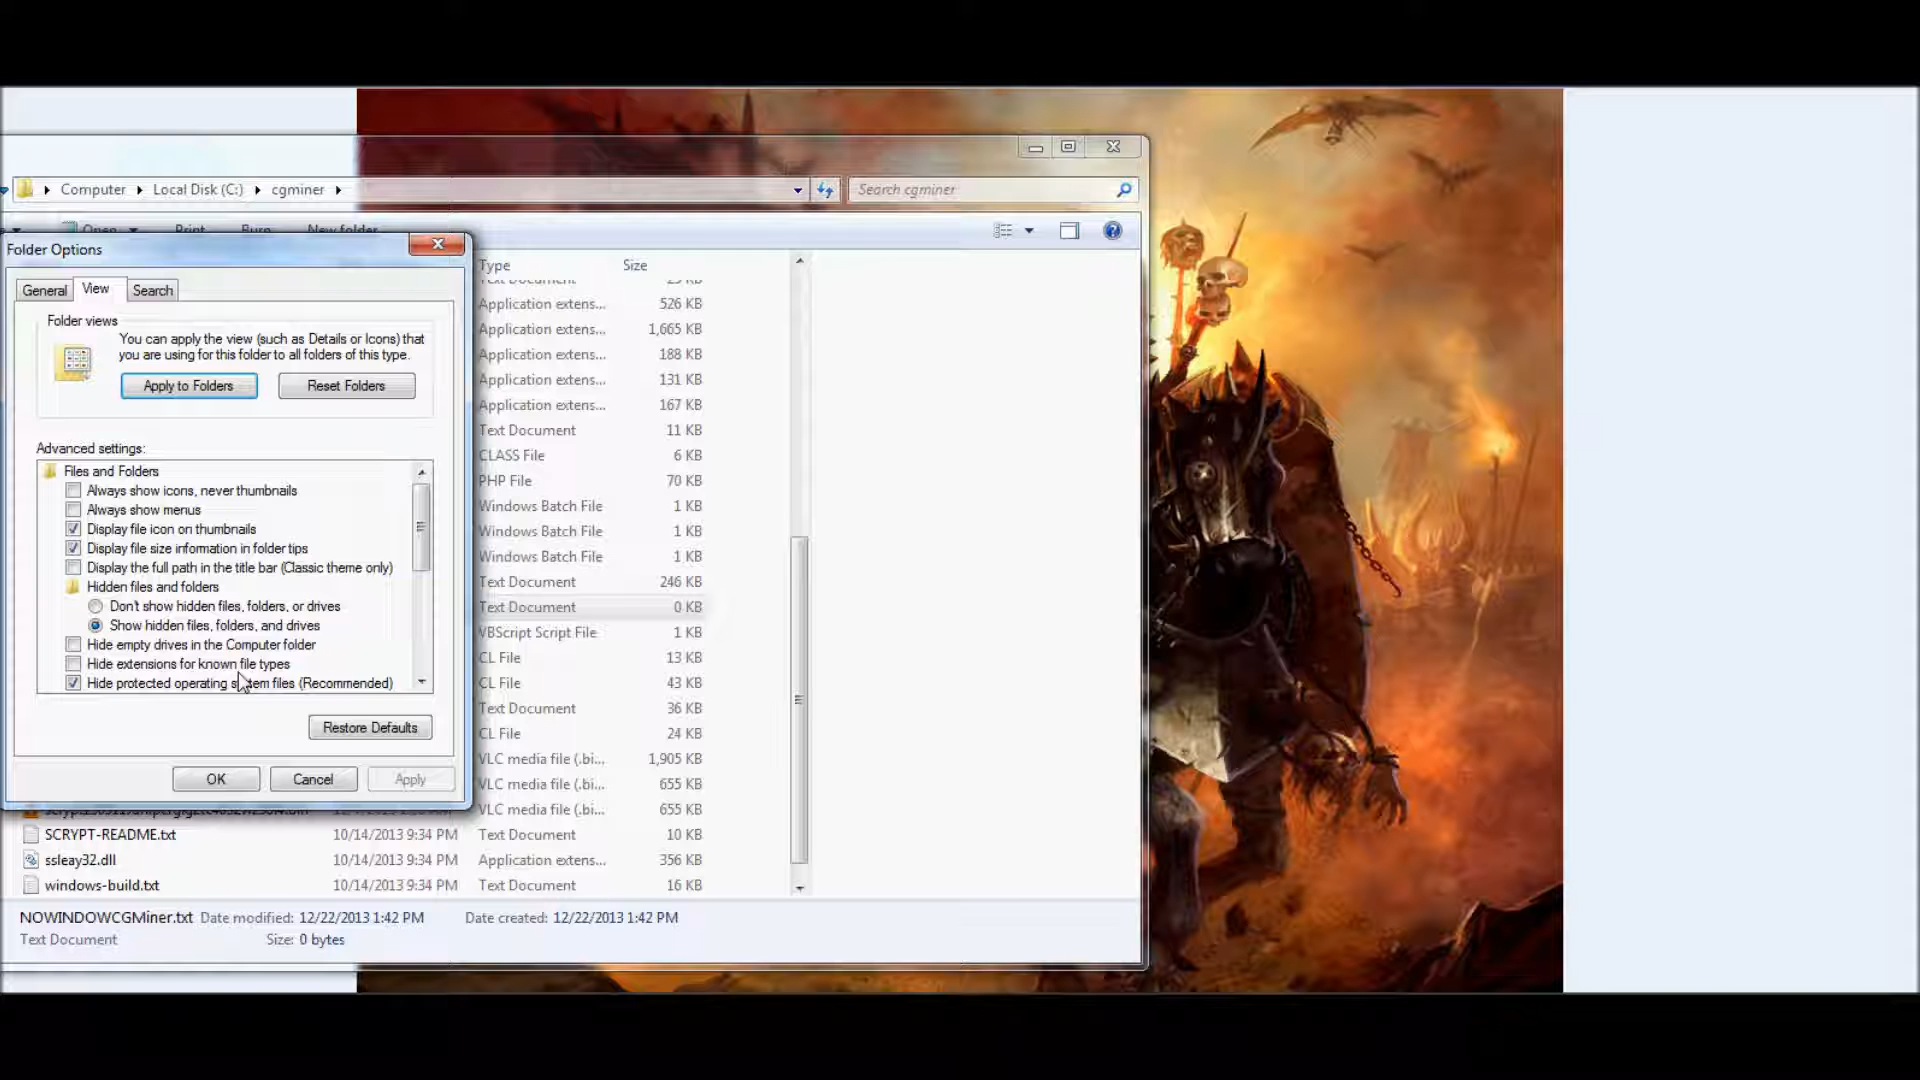 Computer Local Disk (C:) cgminer
Search cgminer
Open Print Burn New folder
Folder Options
General View Search
Folder views
You can apply the view (such as Details or Icons) that
you are using for this folder to all folders of this type.
Apply to Folders Reset Folders
Advanced settings:
Files and Folders
Always show icons, never thumbnails
Always show menus
Display file icon on thumbnails
Display file size information in folder tips
Display the full path in the title bar (Classic theme only)
Hidden files and folders
Don't show hidden files, folders, or drives
Show hidden files, folders, and drives
Hide empty drives in the Computer folder
Hide extensions for known file types
Hide protected operating system files (Recommended)
Restore Defaults
OK Cancel Apply
Type Size
Text Document
Application extens... 526 KB
Application extens... 1,665 KB
Application extens... 188 KB
Application extens... 131 KB
Application extens... 167 KB
Text Document 11 KB
CLASS File 6 KB
PHP File 70 KB
Windows Batch File 1 KB
Windows Batch File 1 KB
Windows Batch File 1 KB
Text Document 246 KB
Text Document 0 KB
VBScript Script File 1 KB
CL File 13 KB
CL File 43 KB
Text Document 36 KB
CL File 24 KB
VLC media file (.bi... 1,905 KB
VLC media file (.bi... 655 KB
VLC media file (.bi... 655 KB
SCRYPT-README.txt 10/14/2013 9:34 PM Text Document 10 KB
ssleay32.dll 10/14/2013 9:34 PM Application extens... 356 KB
windows-build.txt 10/14/2013 9:34 PM Text Document 16 KB
NOWINDOWCGMiner.txt Date modified: 12/22/2013 1:42 PM Date created: 12/22/2013 1:42 PM
Text Document Size: 0 bytes